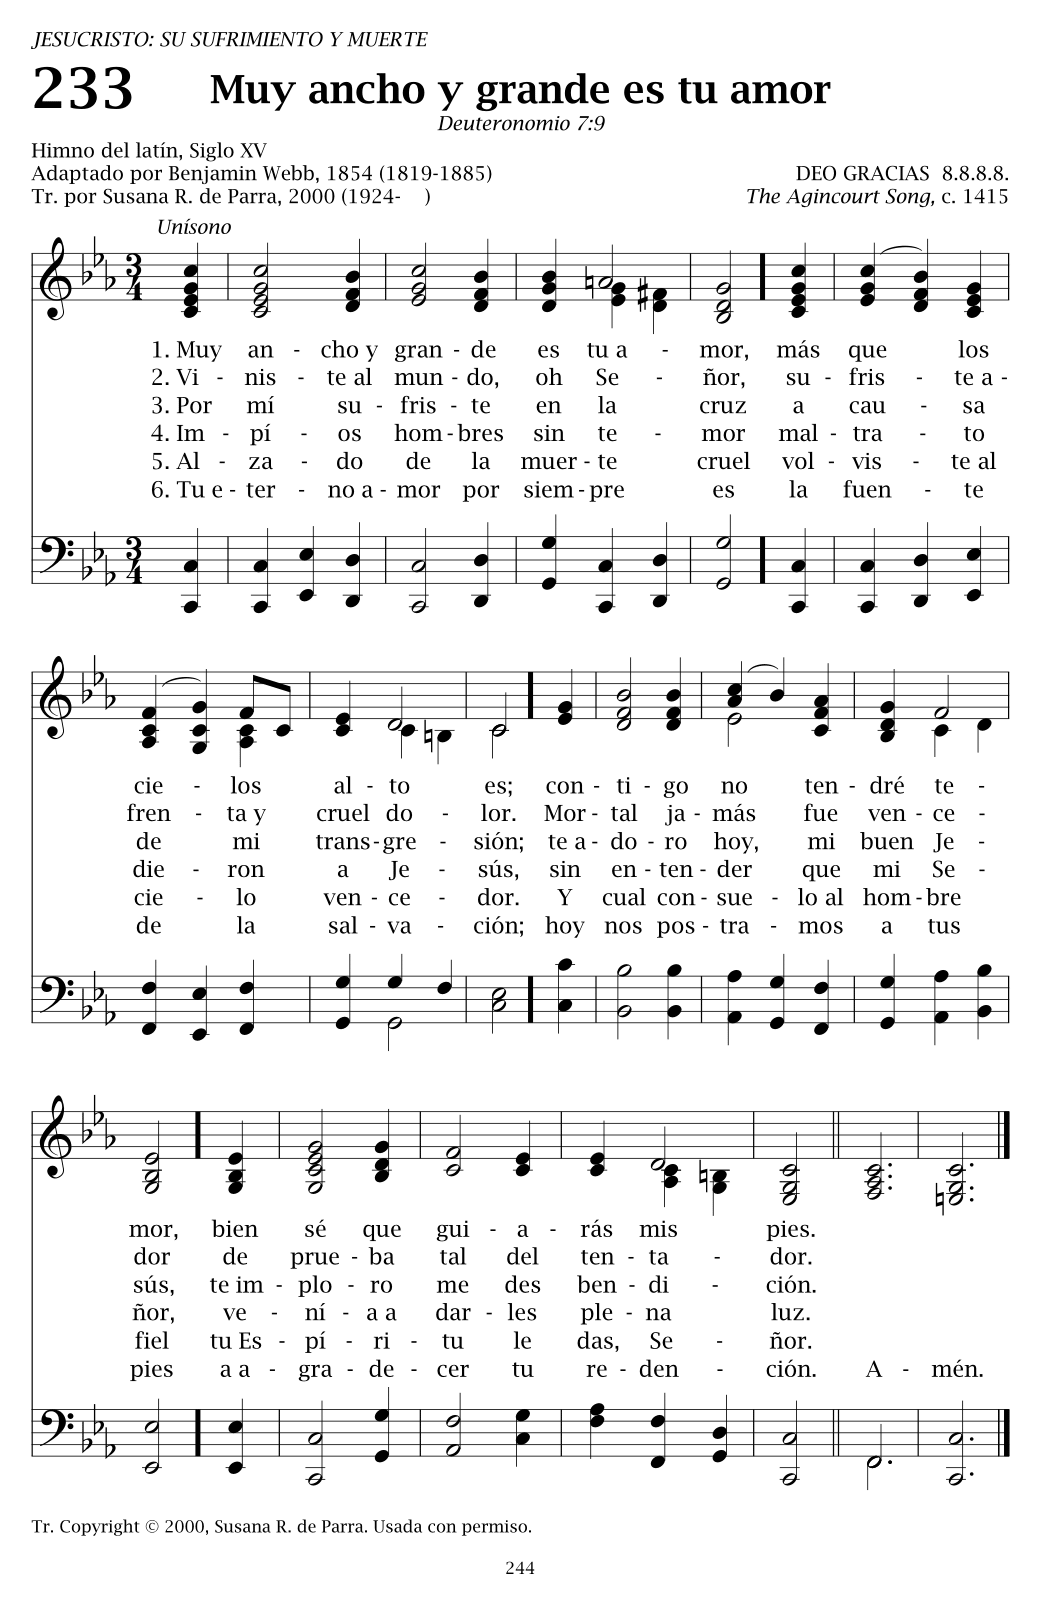 JESUCRISTO: SU SUFRIMIENTO Y MUERTE
233 Muy ancho y grande es tu amor
Deuteronomio 7:9
Himno del latín, Siglo XV
Adaptado por Benjamin Webb, 1854 (1819-1885) DEO GRACIAS 8.8.8.8.
Tr. por Susana R. de Parra, 2000 (1924- ) The Agincourt Song, c. 1415
Unísono
3 4
1. Muy an - cho y gran - de es tu a - mor, más que los
2. Vi - nis - te al mun - do, oh Se - ñor, su - fris - te a -
3. Por mí su - fris - te en la cruz a cau - sa
4. Im - pí - os hom - bres sin te - mor mal - tra - to
5. Al - za - do de la muer - te cruel vol - vis - te al
6. Tu e - ter - no a - mor por siem - pre es la fuen - te
3 4
cie - los al - to es; con - ti - go no ten - dré te -
fren - ta y cruel do - lor. Mor - tal ja - más fue ven - ce -
de mi trans - gre - sión; te a - do - ro hoy, mi buen Je -
die - ron a Je - sús, sin en - ten - der que mi Se -
cie - lo ven - ce - dor. Y cual con - sue - lo al hom - bre
de la sal - va - ción; hoy nos pos - tra - mos a tus
mor, bien sé que gui - a - rás mis pies.
dor de prue - ba tal del ten - ta - dor.
sús, te im - plo - ro me des ben - di - ción.
ñor, ve - ní - a a dar - les ple - na luz.
fiel tu Es - pí - ri - tu le das, Se - ñor.
pies a a - gra - de - cer tu re - den - ción. A - mén.
Tr. Copyright © 2000, Susana R. de Parra. Usada con permiso.
244